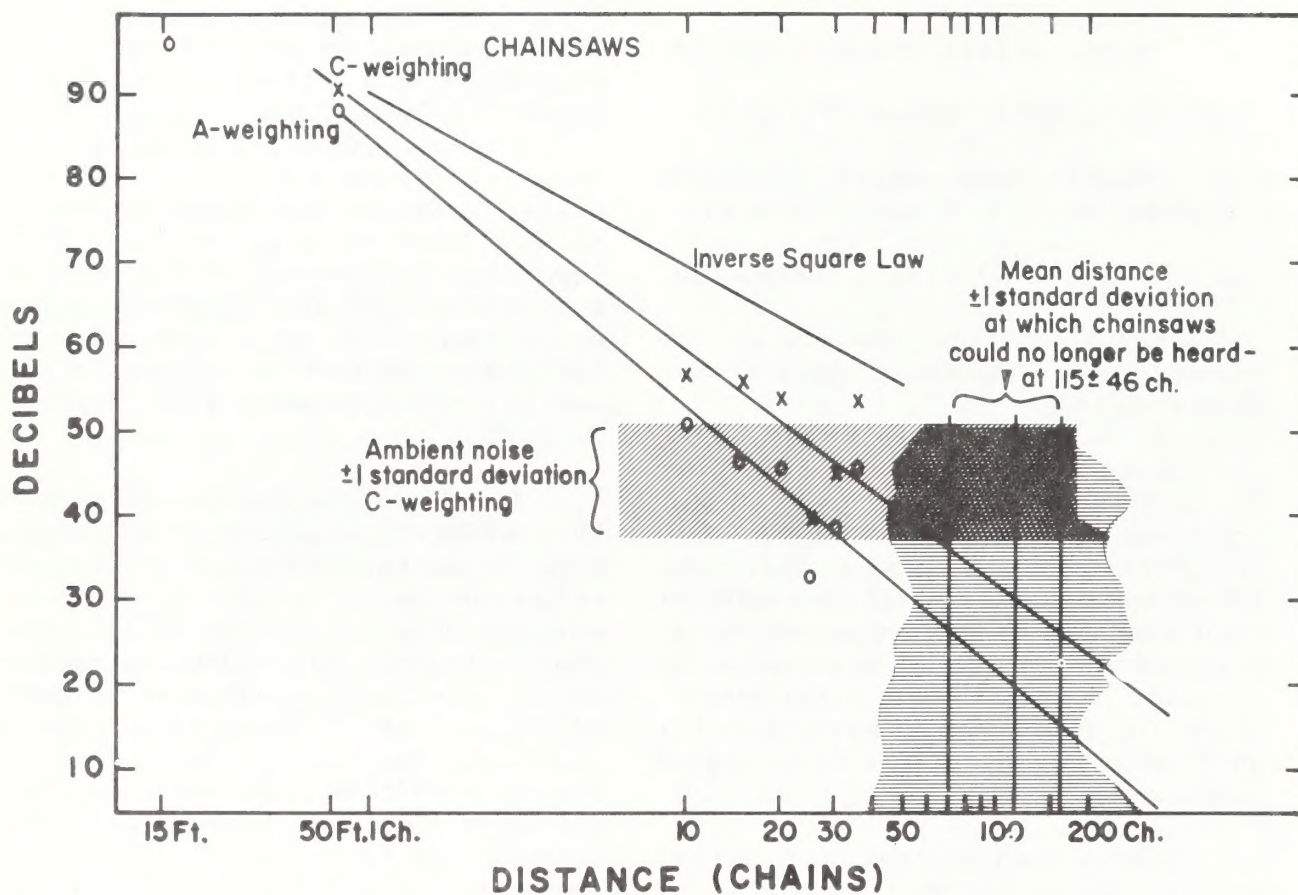 CHAINSAWS
C-weighting
A-weighting
Inverse Square Law
Mean distance
±1 standard deviation
at which chainsaws
could no longer be heard-
at 115± 46 ch.
Ambient noise
±1 standard deviation
C-weighting
DECIBELS
90
80
70
60
50
40
30
20
10
15 Ft. 50 Ft. 1 Ch. 10 20 30 50 100 200 Ch.
DISTANCE (CHAINS)